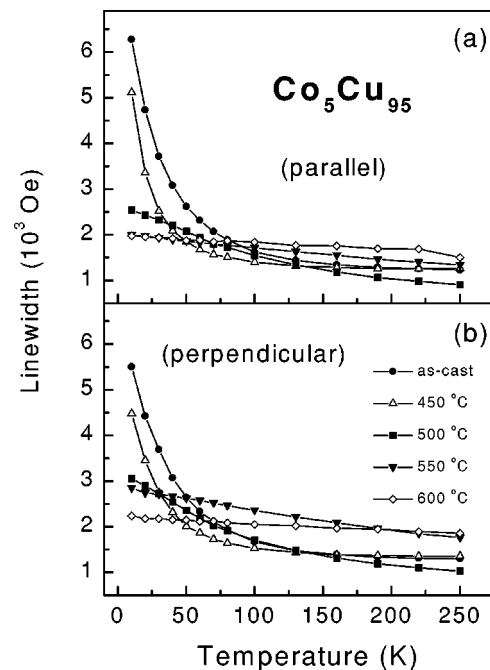 (a)
Co₅Cu₉₅
(parallel)
6
5
4
3
2
1
Linewidth (10³ Oe)
(b)
(perpendicular)
as-cast
450 °C
500 °C
550 °C
600 °C
6
5
4
3
2
1
0 50 100 150 200 250
Temperature (K)